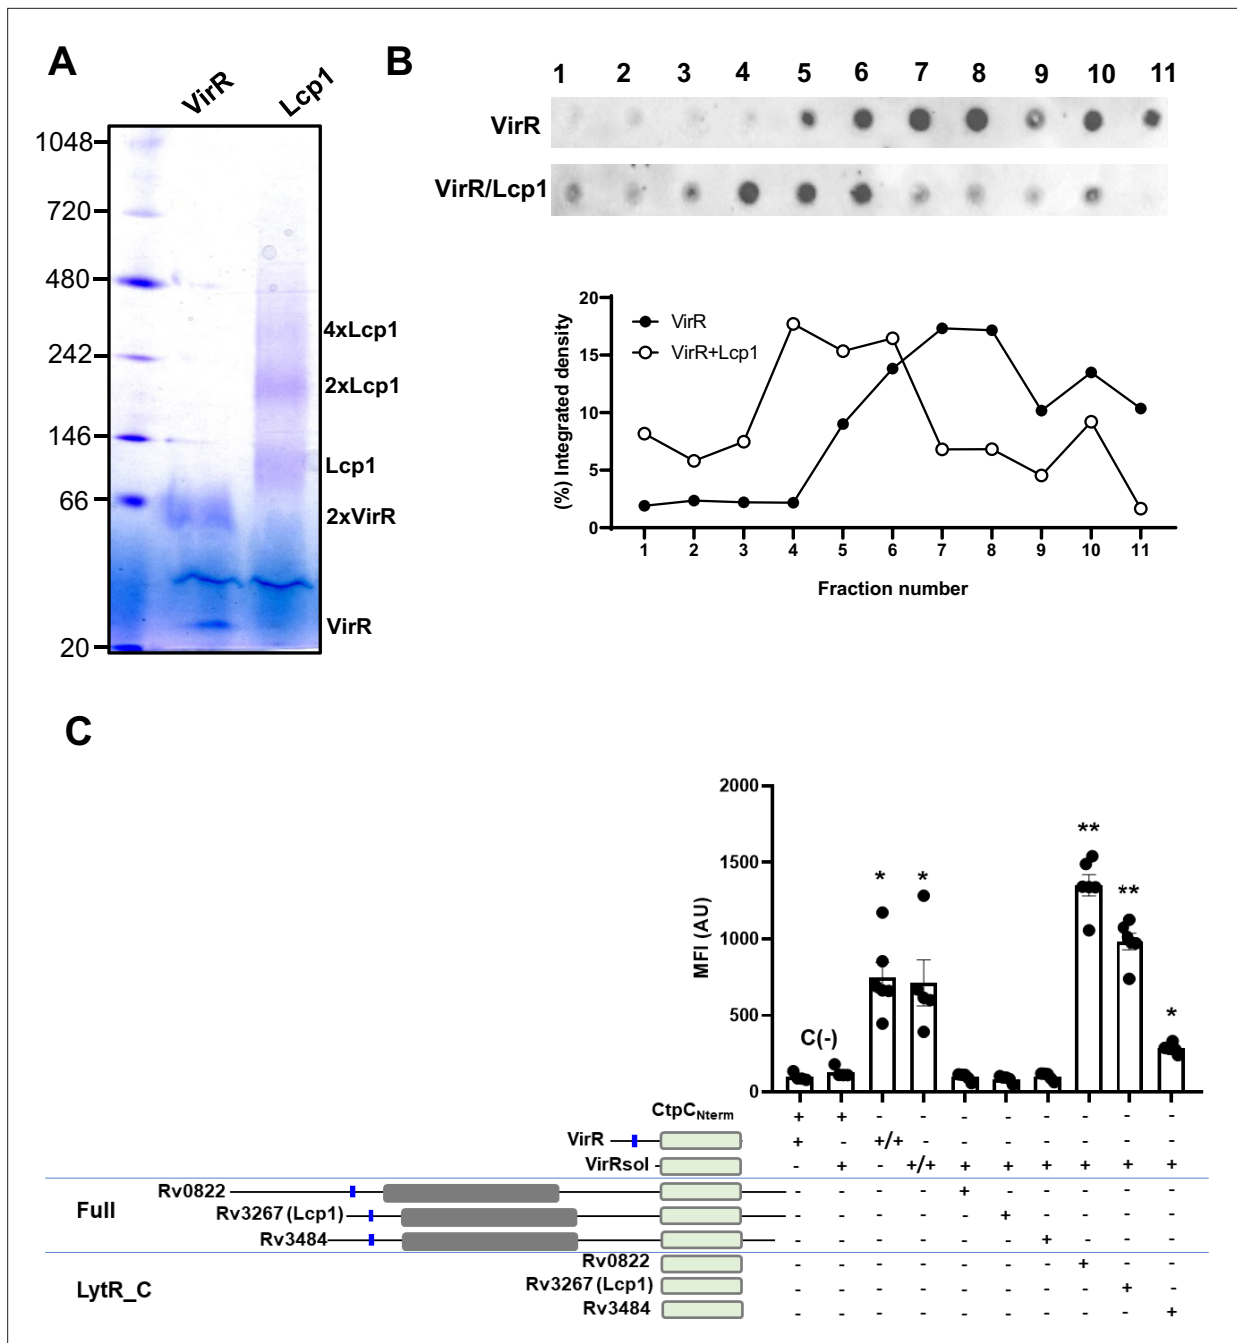 A
VirR Lcp1
1048
720
480
242
146
66
20
4xLcp1
2xLcp1
Lcp1
2xVirR
VirR
B
1 2 3 4 5 6 7 8 9 10 11
VirR
VirR/Lcp1
(%) Integrated density
20
15
10
5
0
VirR
VirR+Lcp1
1 2 3 4 5 6 7 8 9 10 11
Fraction number
C
MFI (AU)
2000
1500
1000
500
0
C(-)
* * ** ** *
CtpCNterm + + - - - - - - - -
VirR + - +/+ - - - - - - -
VirRsol - + - +/+ + + + + + +
Full
Rv0822 - - - - + - - - - -
Rv3267 (Lcp1) - - - - - + - - - -
Rv3484 - - - - - - + - - -
LytR_C
Rv0822 - - - - - - - + - -
Rv3267 (Lcp1) - - - - - - - - + -
Rv3484 - - - - - - - - - +